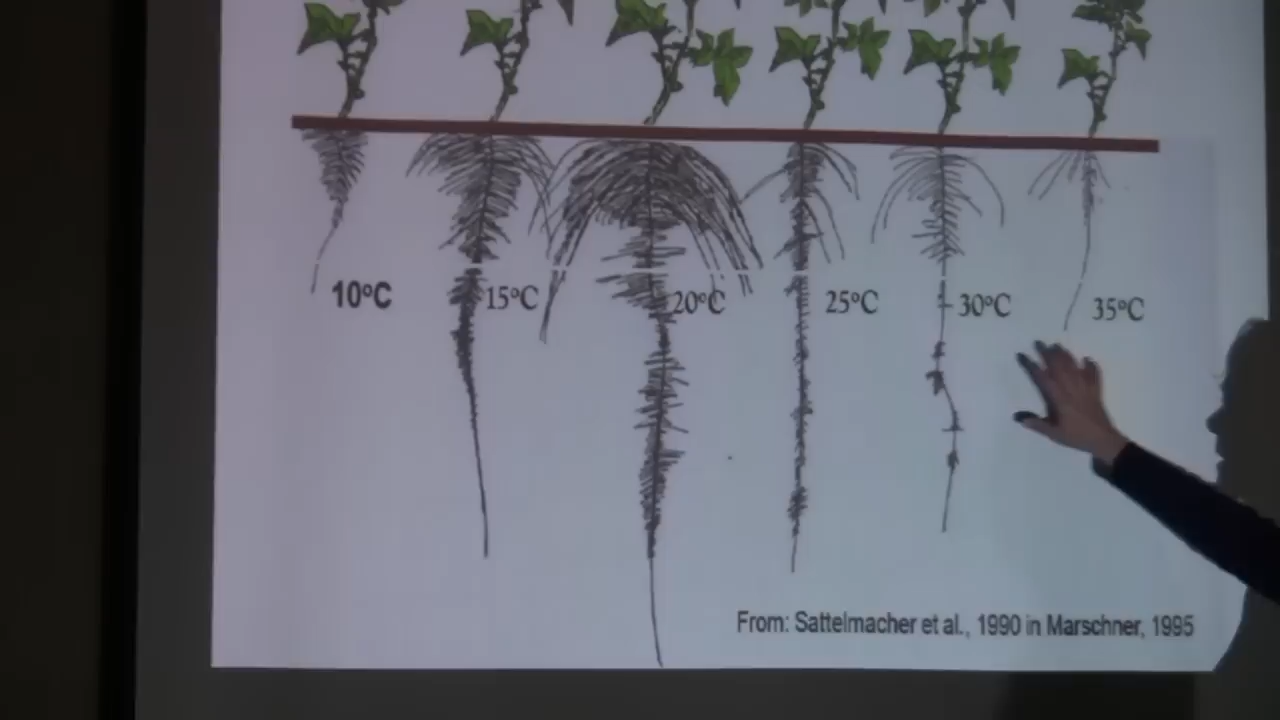 10°C
15°C
20°C
25°C
30°C
35°C
From: Sattelmacher et al., 1990 in Marschner, 1995